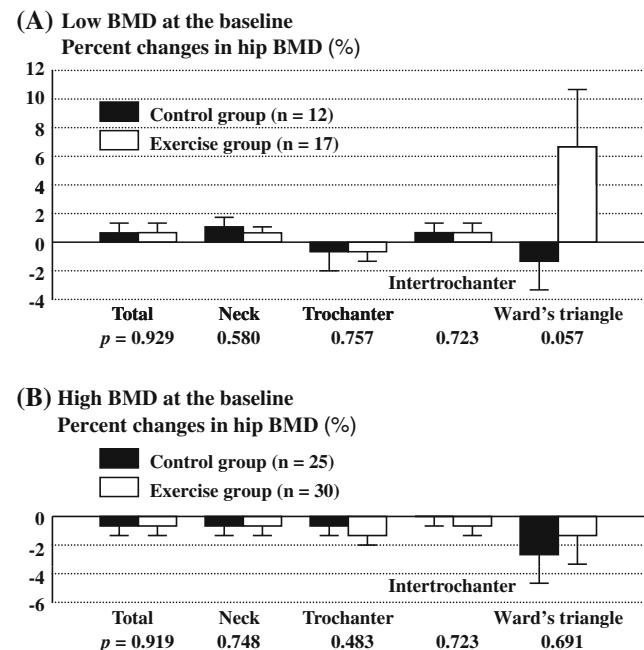 (A) Low BMD at the baseline
Percent changes in hip BMD (%)
12
10
8
6
4
2
0
-2
-4
Control group (n = 12)
Exercise group (n = 17)
Intertrochanter
Total Neck Trochanter Ward's triangle
p = 0.929 0.580 0.757 0.723 0.057
(B) High BMD at the baseline
Percent changes in hip BMD (%)
Control group (n = 25)
Exercise group (n = 30)
0
-2
-4
-6
Intertrochanter
Total Neck Trochanter Ward's triangle
p = 0.919 0.748 0.483 0.723 0.691